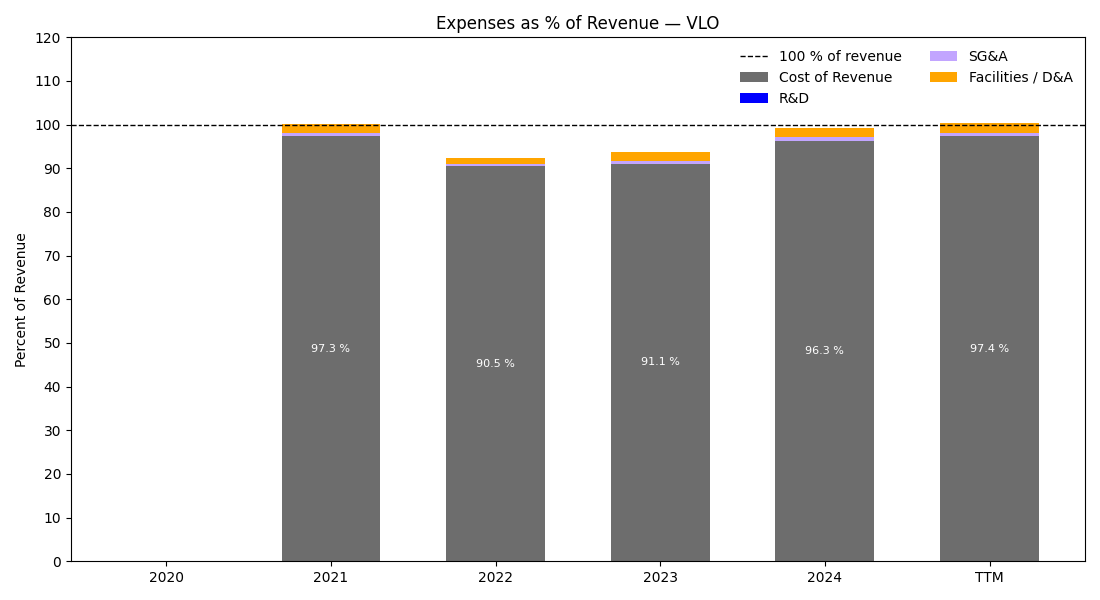 Expenses as % of Revenue — VLO
120
110
100
90
80
70
60
50
40
30
20
10
0
Percent of Revenue
100 % of revenue
Cost of Revenue
R&D
SG&A
Facilities / D&A
97.3 %
90.5 %
91.1 %
96.3 %
97.4 %
2020
2021
2022
2023
2024
TTM